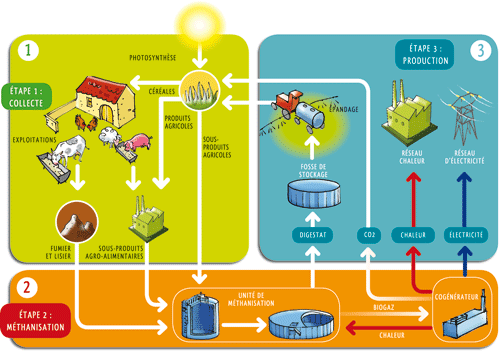 1
PHOTOSYNTHÈSE
ÉTAPE 1 :
COLLECTE
CÉRÉALES
PRODUITS
AGRICOLES
SOUS-
PRODUITS
AGRICOLES
EXPLOITATIONS
FUMIER
ET LISIER
SOUS-PRODUITS
AGRO-ALIMENTAIRES
ÉTAPE 3 :
PRODUCTION
3
ÉPANDAGE
FOSSE DE
STOCKAGE
RÉSEAU
CHALEUR
RÉSEAU
D'ÉLECTRICITÉ
DIGESTAT
CO2
CHALEUR
ÉLECTRICITÉ
2
ÉTAPE 2 :
MÉTHANISATION
UNITÉ DE
MÉTHANISATION
BIOGAZ
CHALEUR
COGÉNÉRATEUR